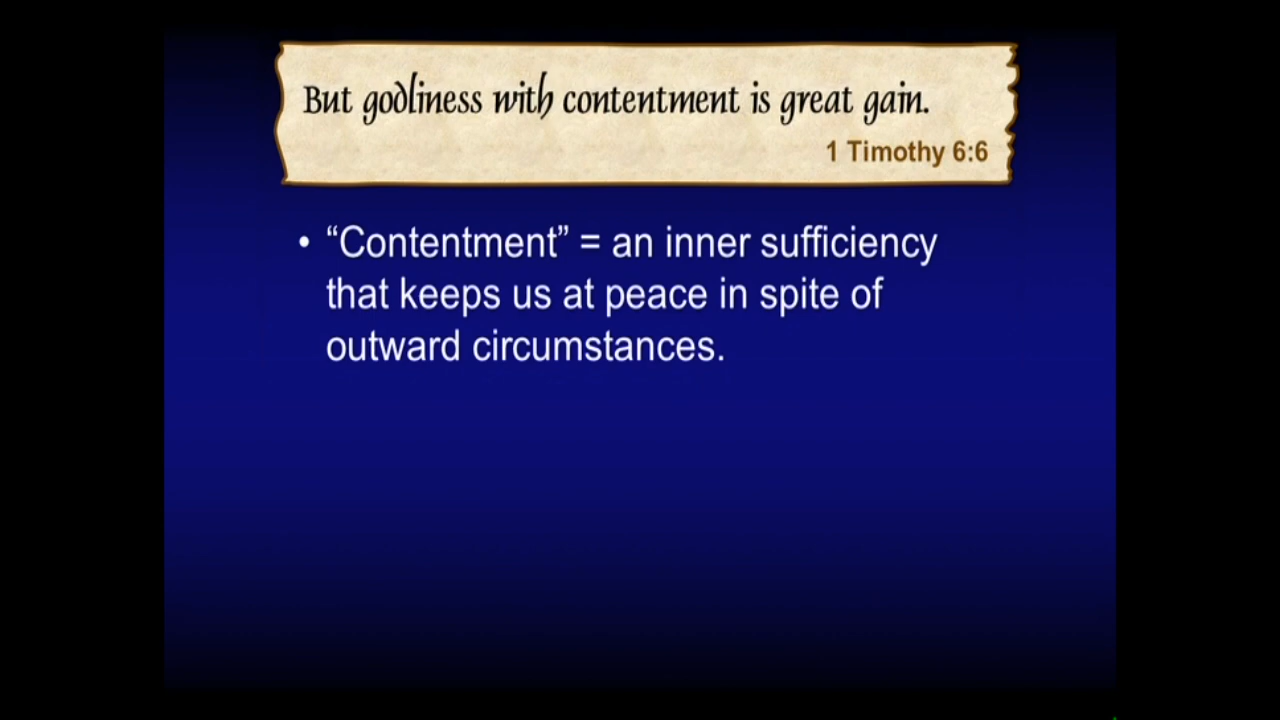 But godliness with contentment is great gain.
1 Timothy 6:6
• “Contentment” = an inner sufficiency
that keeps us at peace in spite of
outward circumstances.